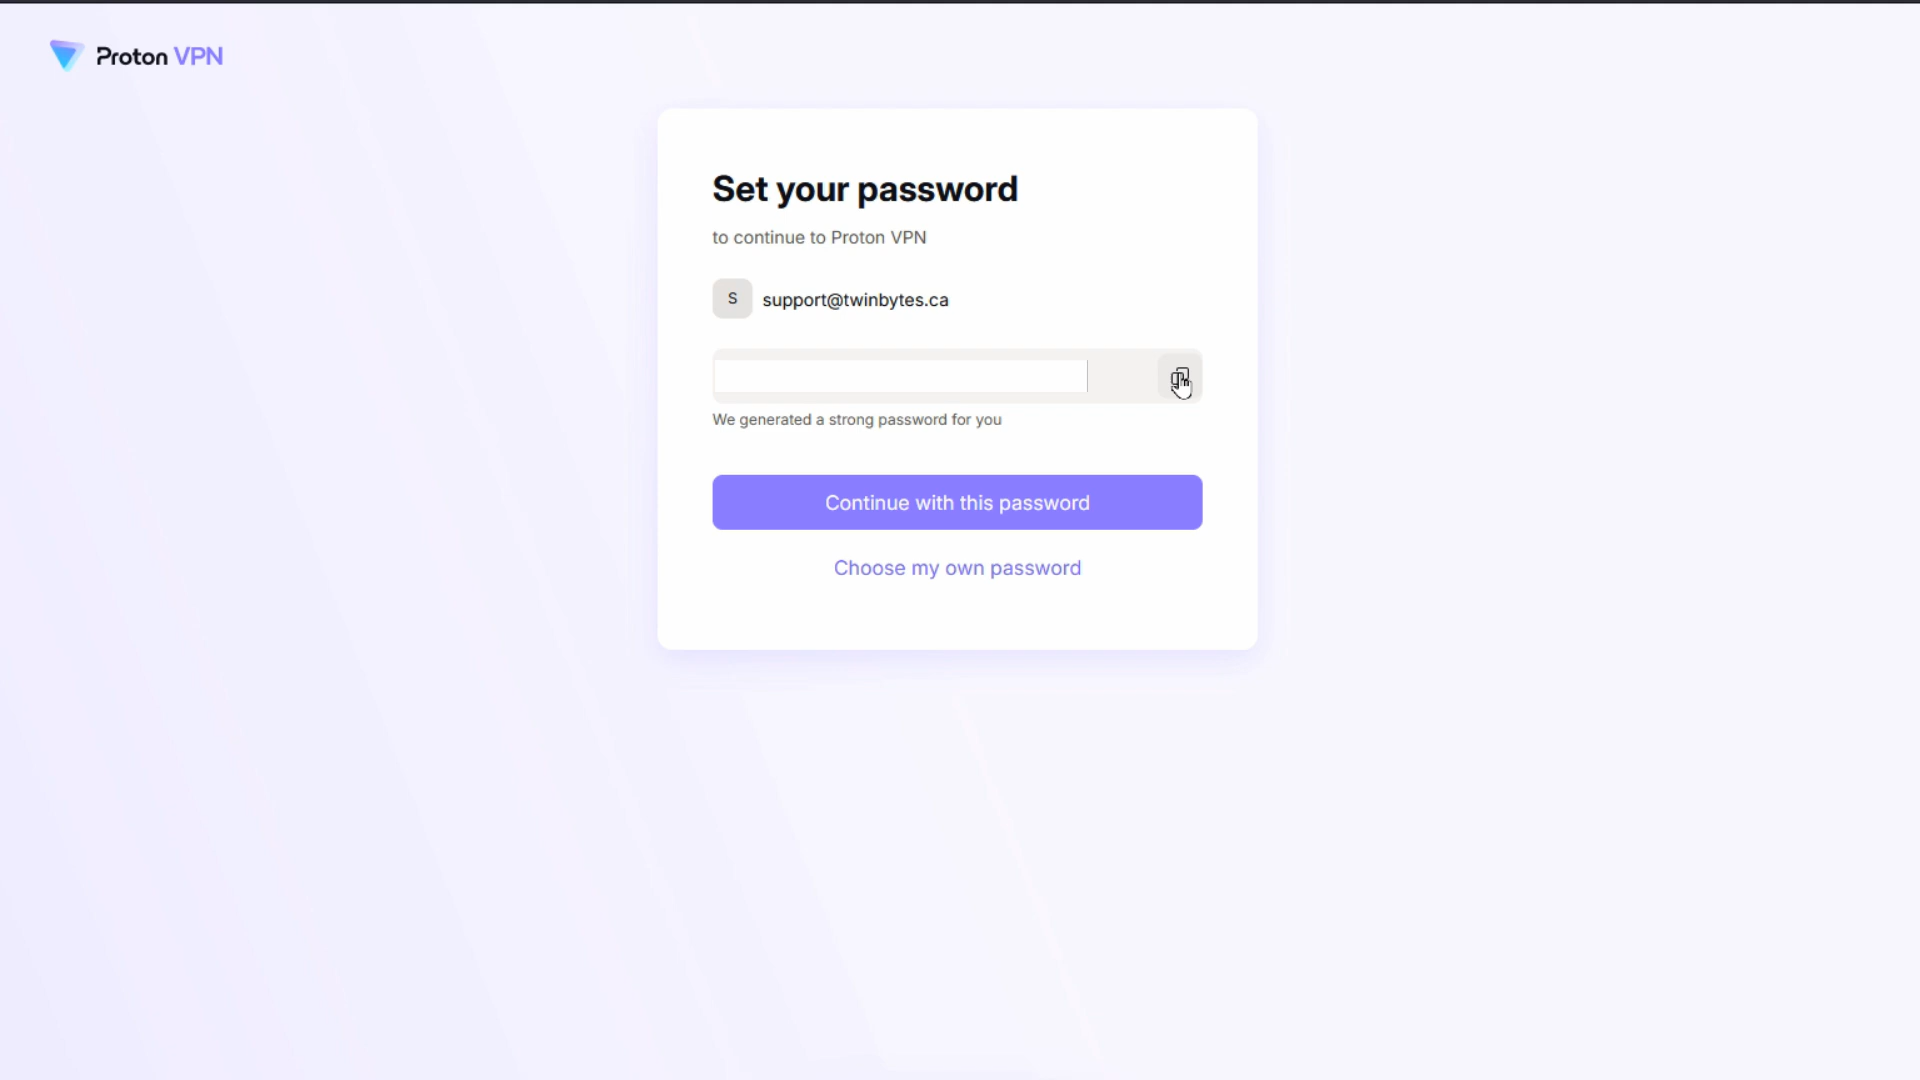 Proton VPN
Set your password
to continue to Proton VPN
S
support@twinbytes.ca
We generated a strong password for you
Continue with this password
Choose my own password